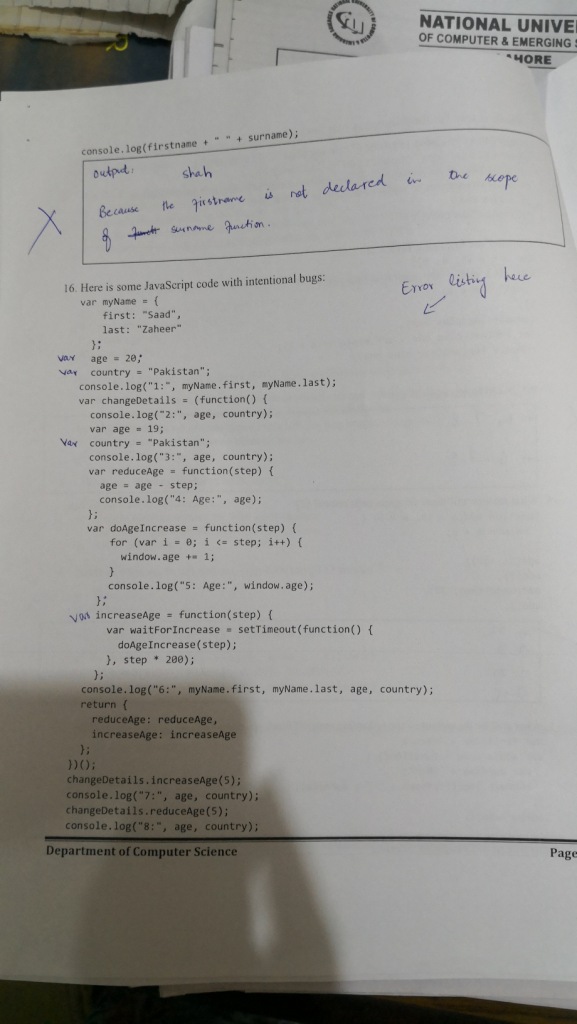 NATIONAL UNIVE
OF COMPUTER & EMERGING
AHORE
console.log(firstname + " " + surname);
output: shah
Because the firstname is not declared in the scope
of surname function.
16. Here is some JavaScript code with intentional bugs:
Error listing here
var myName = {
first: "Saad",
last: "Zaheer"
};
var age = 20;
var country = "Pakistan";
console.log("1:", myName.first, myName.last);
var changeDetails = (function() {
console.log("2:", age, country);
var age = 19;
var country = "Pakistan";
console.log("3:", age, country);
var reduceAge = function(step) {
age = age - step;
console.log("4: Age:", age);
};
var doAgeIncrease = function(step) {
for (var i = 0; i <= step; i++) {
window.age += 1;
}
console.log("5: Age:", window.age);
};
var increaseAge = function(step) {
var waitForIncrease = setTimeout(function() {
doAgeIncrease(step);
}, step * 200);
};
console.log("6:", myName.first, myName.last, age, country);
return {
reduceAge: reduceAge,
increaseAge: increaseAge
};
})();
changeDetails.increaseAge(5);
console.log("7:", age, country);
changeDetails.reduceAge(5);
console.log("8:", age, country);
Department of Computer Science Page